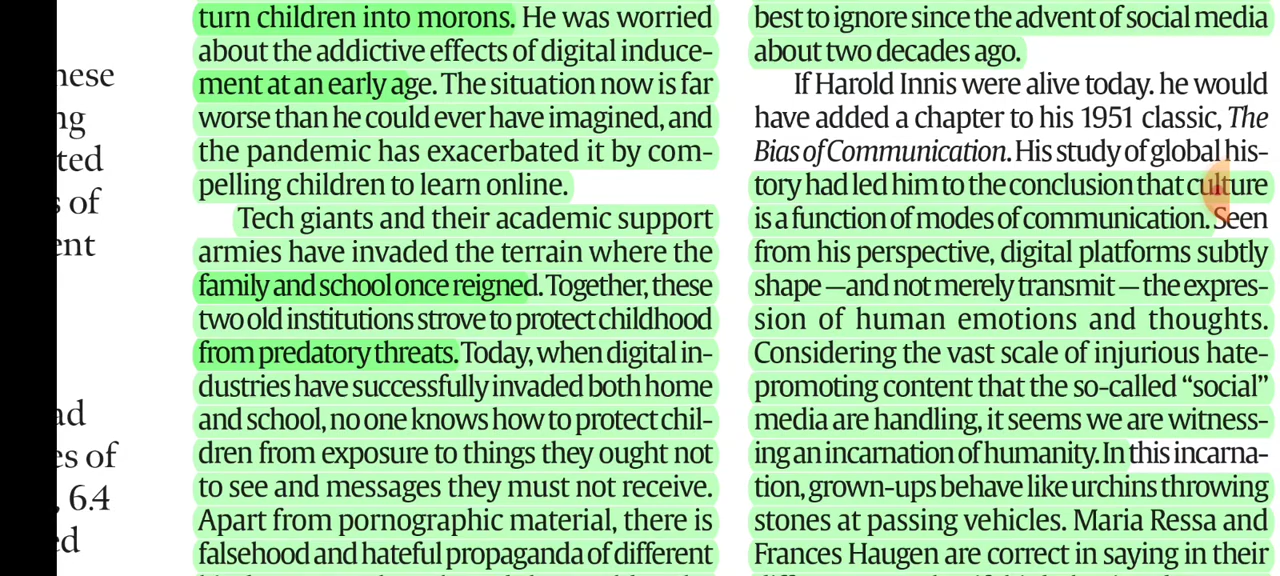 hese
ng
ted
s of
ent
ad
es of
, 6.4
ed
turn children into morons. He was worried
about the addictive effects of digital induce-
ment at an early age. The situation now is far
worse than he could ever have imagined, and
the pandemic has exacerbated it by com-
pelling children to learn online.
Tech giants and their academic support
armies have invaded the terrain where the
family and school once reigned. Together, these
two old institutions strove to protect childhood
from predatory threats. Today, when digital in-
dustries have successfully invaded both home
and school, no one knows how to protect chil-
dren from exposure to things they ought not
to see and messages they must not receive.
Apart from pornographic material, there is
falsehood and hateful propaganda of different
best to ignore since the advent of social media
about two decades ago.
If Harold Innis were alive today. he would
have added a chapter to his 1951 classic, The
Bias of Communication. His study of global his-
tory had led him to the conclusion that culture
is a function of modes of communication. Seen
from his perspective, digital platforms subtly
shape — and not merely transmit — the expres-
sion of human emotions and thoughts.
Considering the vast scale of injurious hate-
promoting content that the so-called “social”
media are handling, it seems we are witness-
ing an incarnation of humanity. In this incarna-
tion, grown-ups behave like urchins throwing
stones at passing vehicles. Maria Ressa and
Frances Haugen are correct in saying in their